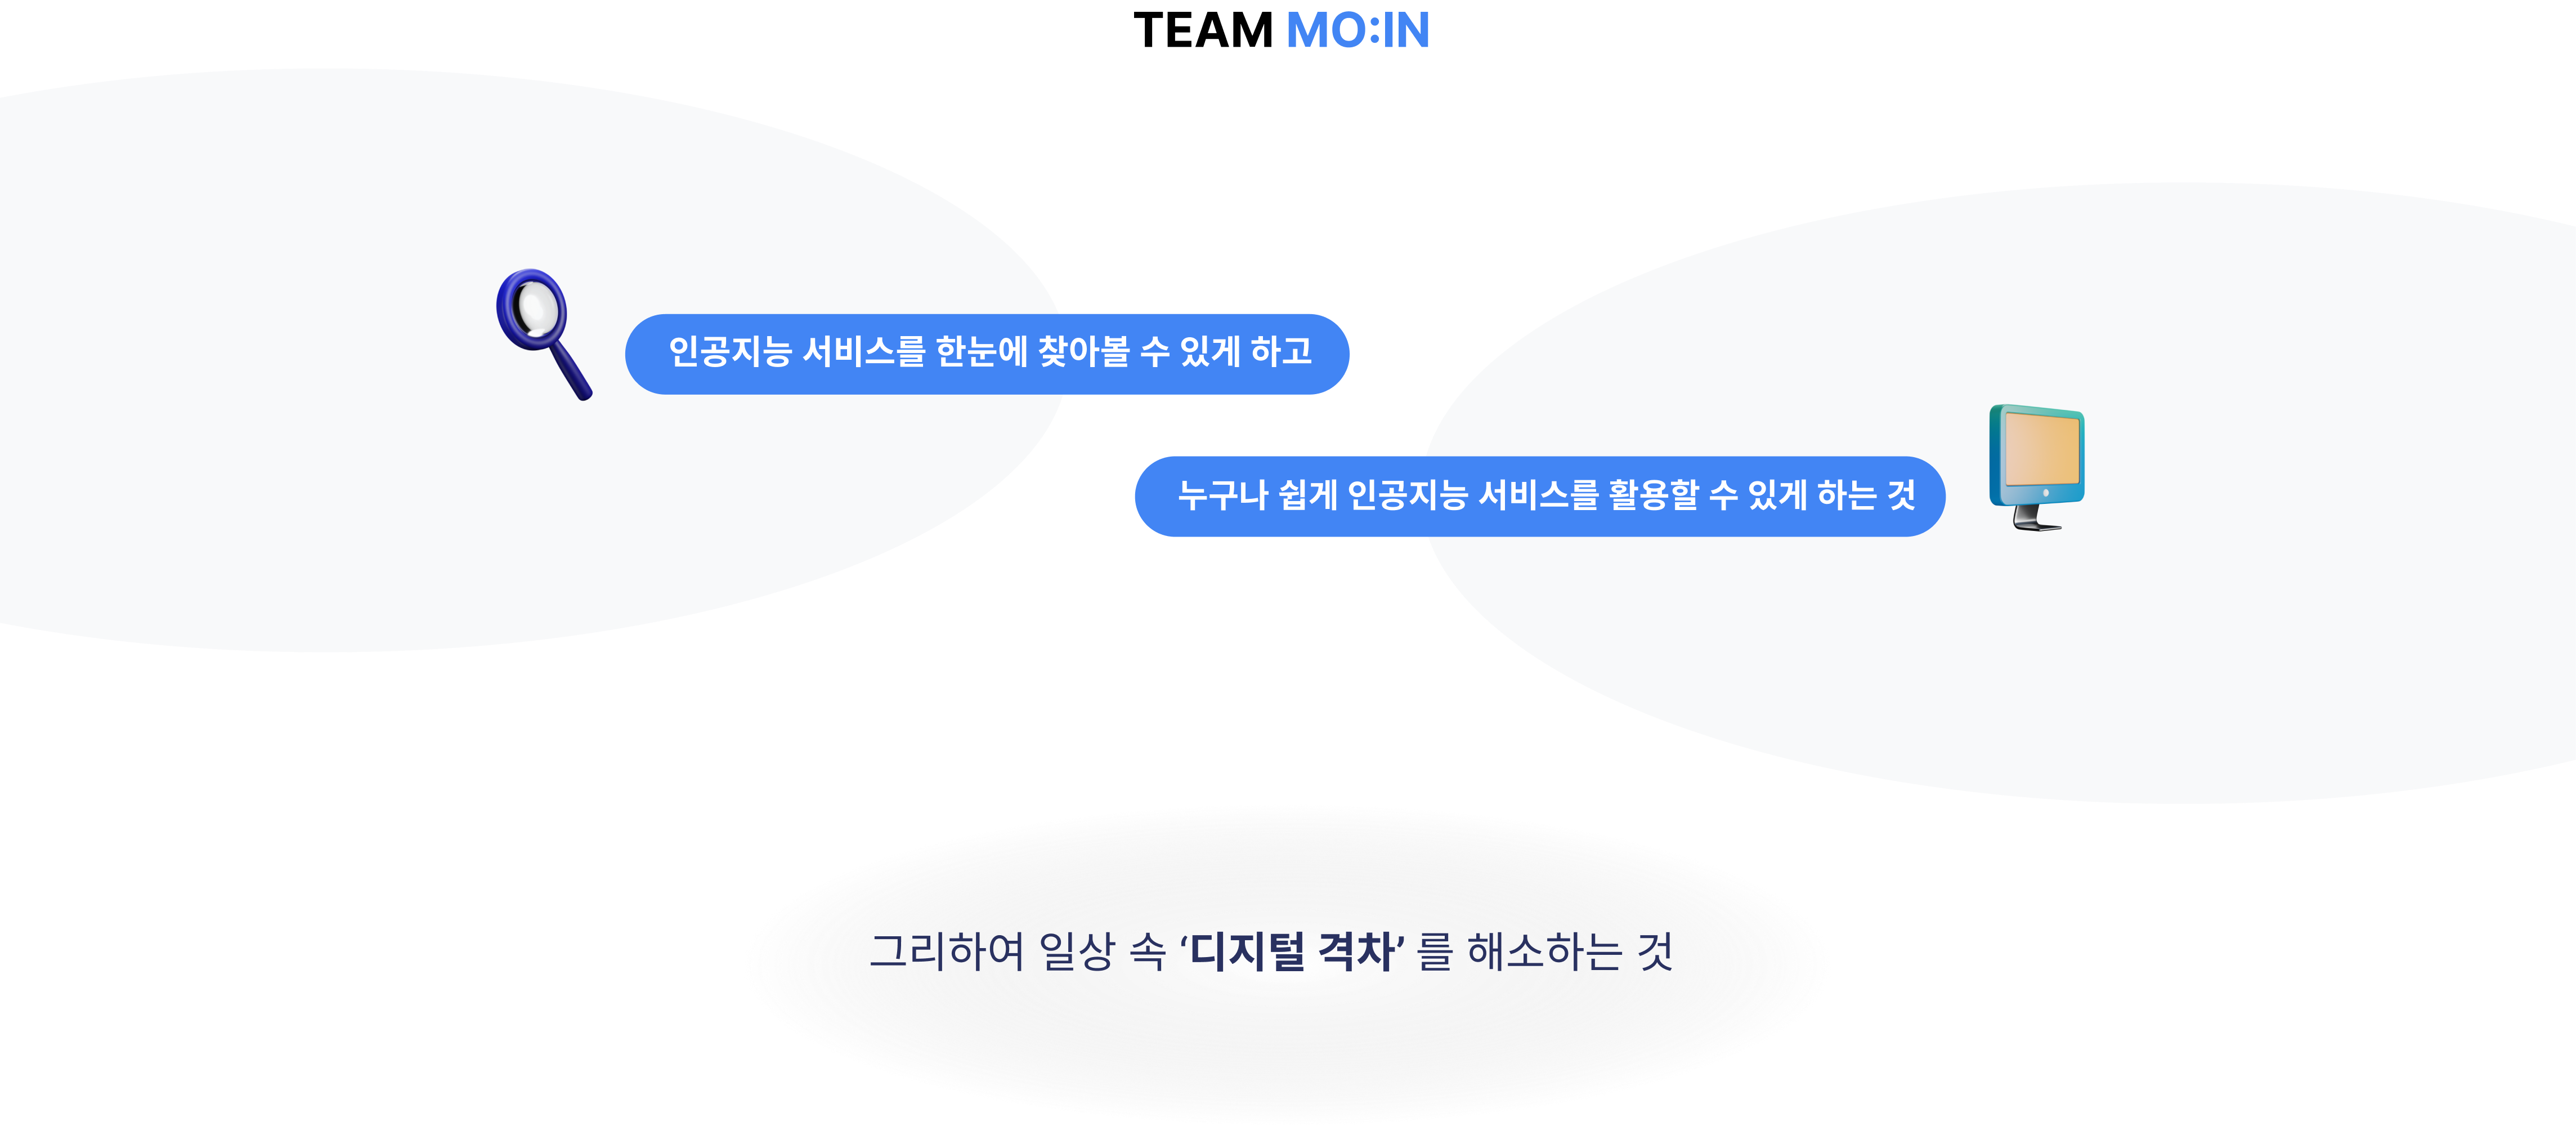 TEAM MO:IN
인공지능 서비스를 한눈에 찾아볼 수 있게 하고
누구나 쉽게 인공지능 서비스를 활용할 수 있게 하는 것
그리하여 일상 속 ‘디지털 격차’ 를 해소하는 것